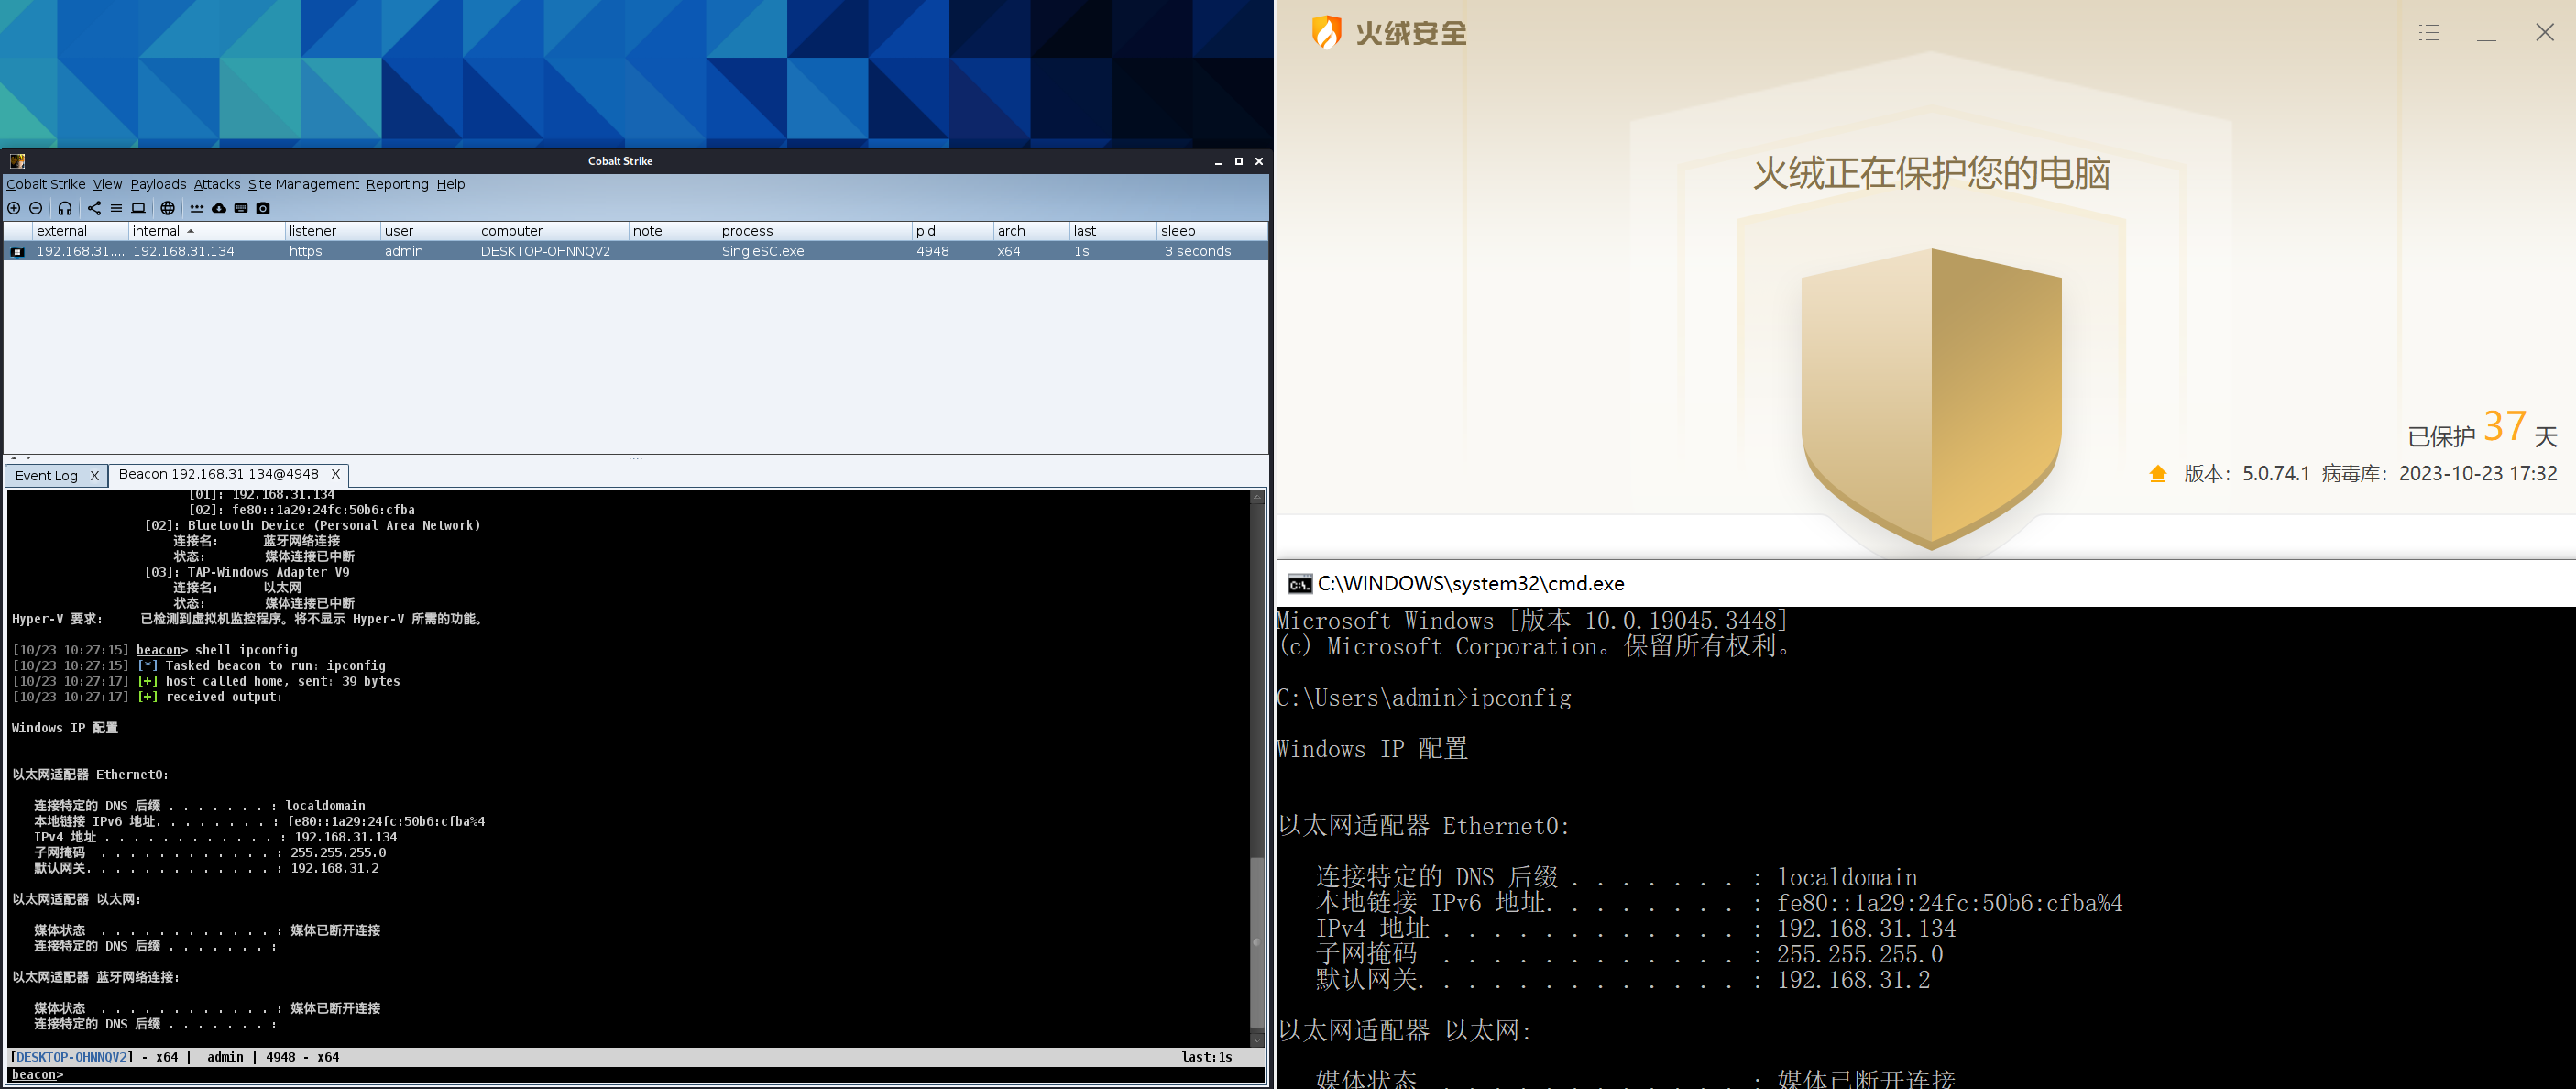 Cobalt Strike
Cobalt Strike View Payloads Attacks Site Management Reporting Help
external internal listener user computer note process pid arch last sleep
192.168.31.... 192.168.31.134 https admin DESKTOP-OHNNQV2 SingleSC.exe 4948 x64 1s 3 seconds
Event Log X Beacon 192.168.31.134@4948 X
[01]: 192.168.31.134
[02]: fe80::1a29:24fc:50b6:cfba
[02]: Bluetooth Device (Personal Area Network)
连接名: 蓝牙网络连接
状态: 媒体连接已中断
[03]: TAP-Windows Adapter V9
连接名: 以太网
状态: 媒体连接已中断
Hyper-V 要求: 已检测到虚拟机监控程序。将不显示 Hyper-V 所需的功能。
[10/23 10:27:15] beacon> shell ipconfig
[10/23 10:27:15] [*] Tasked beacon to run: ipconfig
[10/23 10:27:17] [+] host called home, sent: 39 bytes
[10/23 10:27:17] [+] received output:
Windows IP 配置
以太网适配器 Ethernet0:
连接特定的 DNS 后缀 . . . . . . . : localdomain
本地链接 IPv6 地址. . . . . . . . : fe80::1a29:24fc:50b6:cfba%4
IPv4 地址 . . . . . . . . . . . . : 192.168.31.134
子网掩码 . . . . . . . . . . . . : 255.255.255.0
默认网关. . . . . . . . . . . . . : 192.168.31.2
以太网适配器 以太网:
媒体状态 . . . . . . . . . . . . : 媒体已断开连接
连接特定的 DNS 后缀 . . . . . . . :
以太网适配器 蓝牙网络连接:
媒体状态 . . . . . . . . . . . . : 媒体已断开连接
连接特定的 DNS 后缀 . . . . . . . :
[DESKTOP-OHNNQV2] - x64 | admin | 4948 - x64 last:1s
beacon>
火绒安全
火绒正在保护您的电脑
已保护 37 天
版本: 5.0.74.1 病毒库: 2023-10-23 17:32
C:\WINDOWS\system32\cmd.exe
Microsoft Windows [版本 10.0.19045.3448]
(c) Microsoft Corporation。保留所有权利。
C:\Users\admin>ipconfig
Windows IP 配置
以太网适配器 Ethernet0:
连接特定的 DNS 后缀 . . . . . . . : localdomain
本地链接 IPv6 地址. . . . . . . . : fe80::1a29:24fc:50b6:cfba%4
IPv4 地址 . . . . . . . . . . . . : 192.168.31.134
子网掩码 . . . . . . . . . . . . : 255.255.255.0
默认网关. . . . . . . . . . . . . : 192.168.31.2
以太网适配器 以太网:
媒体状态 . . . . . . . . . . . . : 媒体已断开连接